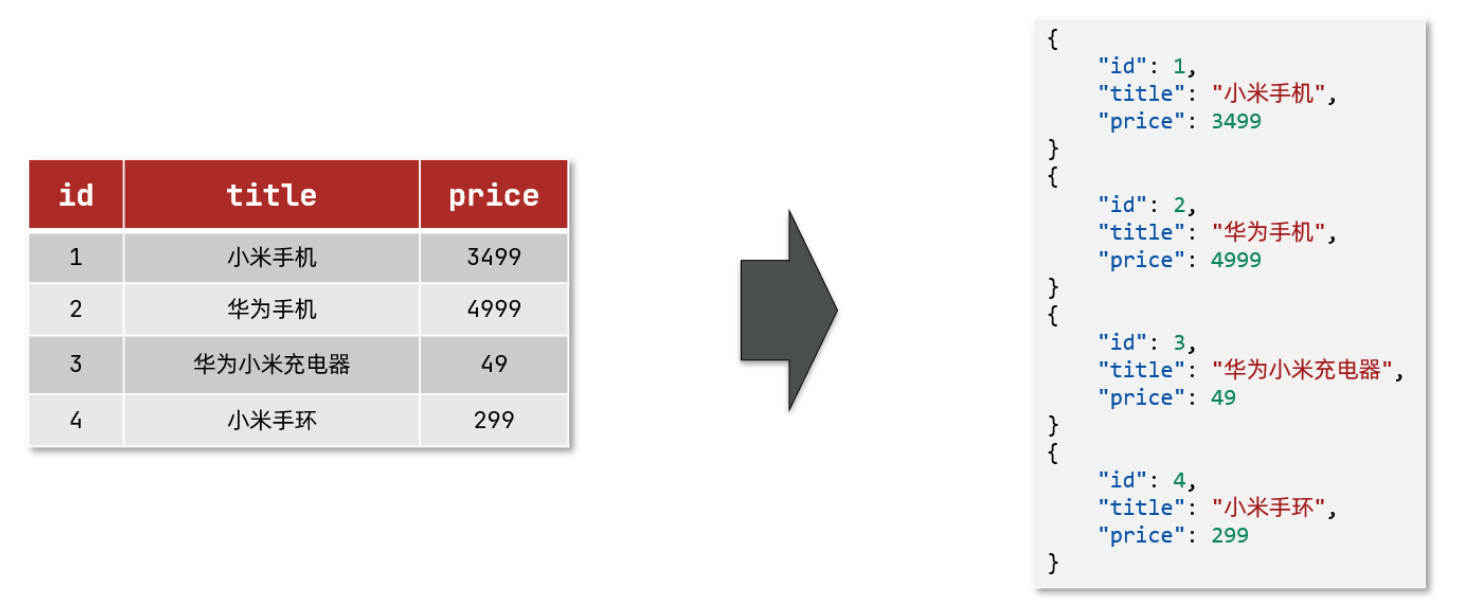 id title price
1 小米手机 3499
2 华为手机 4999
3 华为小米充电器 49
4 小米手环 299
{
"id": 1,
"title": "小米手机",
"price": 3499
}
{
"id": 2,
"title": "华为手机",
"price": 4999
}
{
"id": 3,
"title": "华为小米充电器",
"price": 49
}
{
"id": 4,
"title": "小米手环",
"price": 299
}